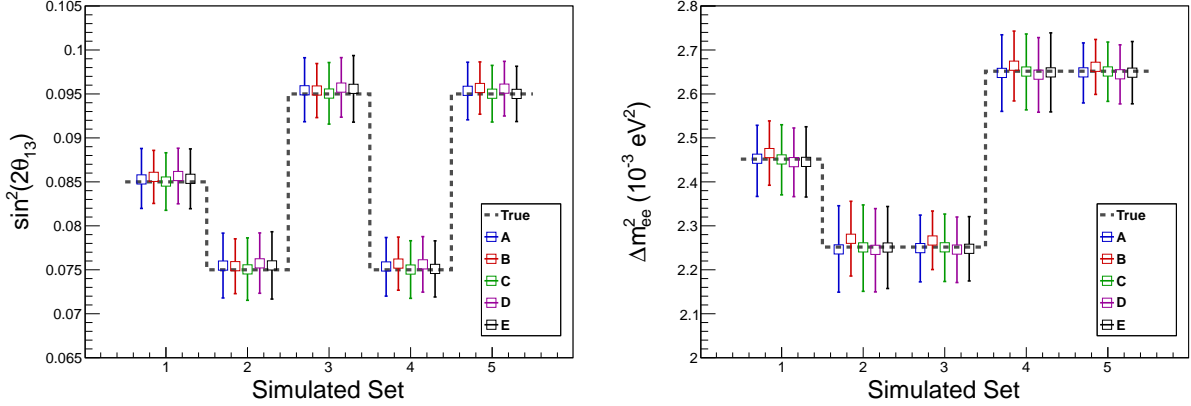 0.105
0.1
0.095
0.09
0.085
0.08
0.075
0.07
0.065
sin²(2θ₁₃)
1 2 3 4 5
Simulated Set
True
A
B
C
D
E
2.8
2.7
2.6
2.5
2.4
2.3
2.2
2.1
2
Δm²ₑₑ (10⁻³ eV²)
1 2 3 4 5
Simulated Set
True
A
B
C
D
E